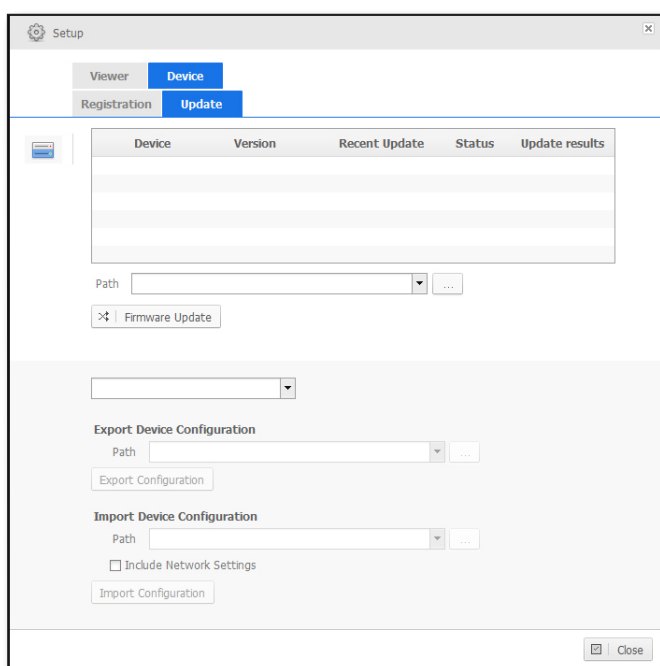 Setup
Viewer Device
Registration Update
Device Version Recent Update Status Update results
Path ...
Firmware Update
Export Device Configuration
Path ...
Export Configuration
Import Device Configuration
Path ...
Include Network Settings
Import Configuration
Close